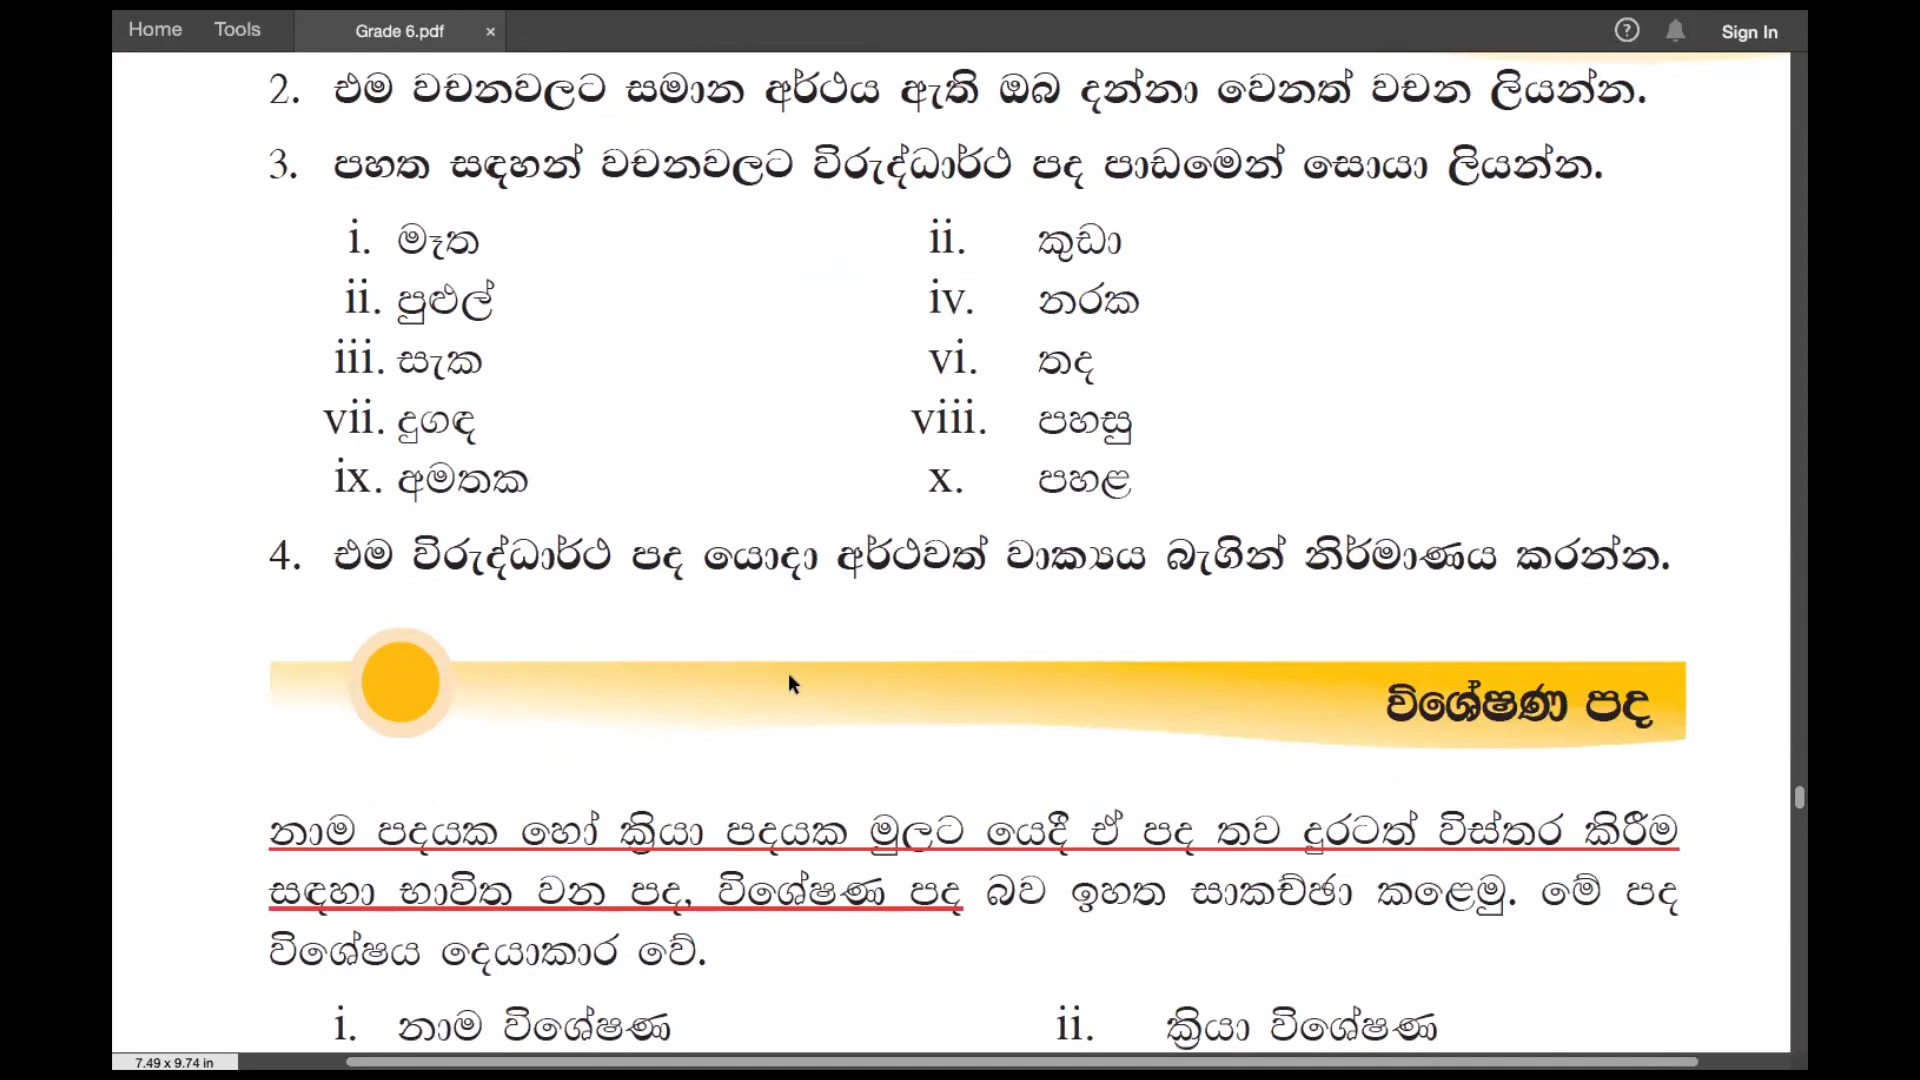 Home Tools Grade 6.pdf × ? Sign In
2. එම වචනවලට සමාන අර්ථය ඇති ඔබ දන්නා වෙනත් වචන ලියන්න.
3. පහත සඳහන් වචනවලට විරුද්ධාර්ථ පද පාඩමෙන් සොයා ලියන්න.
i. මෑත ii. කුඩා
ii. පුළුල් iv. නරක
iii. සැක vi. තද
vii. දුගඳ viii. පහසු
ix. අමතක x. පහළ
4. එම විරුද්ධාර්ථ පද යොදා අර්ථවත් වාක්‍යය බැගින් නිර්මාණය කරන්න.
විශේෂණ පද
නාම පදයක හෝ ක්‍රියා පදයක මුලට යෙදී ඒ පද තව දුරටත් විස්තර කිරීම
සඳහා භාවිත වන පද, විශේෂණ පද බව ඉහත සාකච්ඡා කළෙමු. මේ පද
විශේෂය දෙයාකාර වේ.
i. නාම විශේෂණ ii. ක්‍රියා විශේෂණ
7.49 x 9.74 in